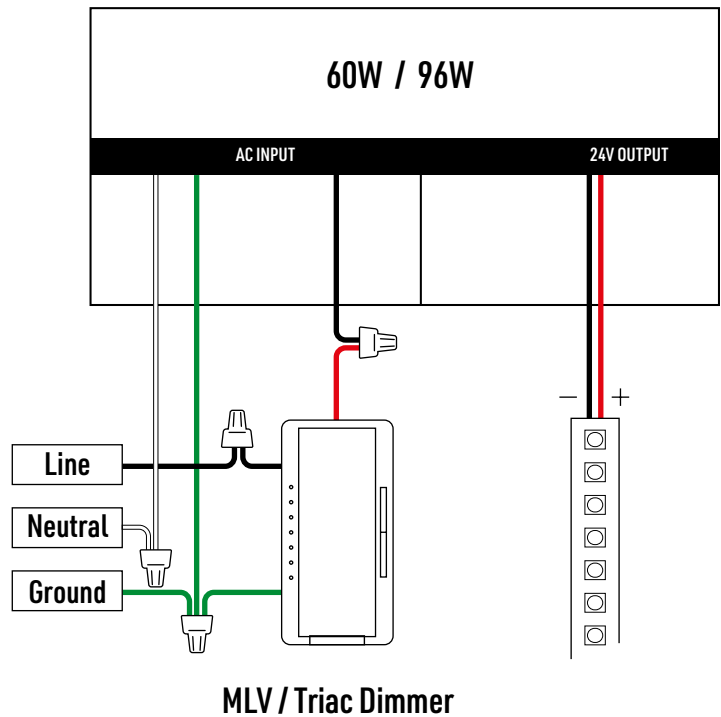 60W / 96W
AC INPUT
24V OUTPUT
− +
Line
Neutral
Ground
MLV / Triac Dimmer